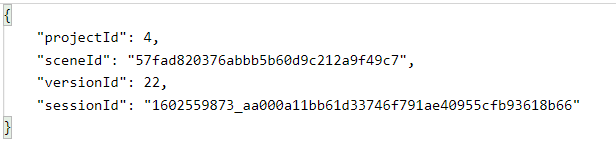 {
"projectId": 4,
"sceneId": "57fad820376abbb5b60d9c212a9f49c7",
"versionId": 22,
"sessionId": "1602559873_aa000a11bb61d33746f791ae40955cfb93618b66"
}